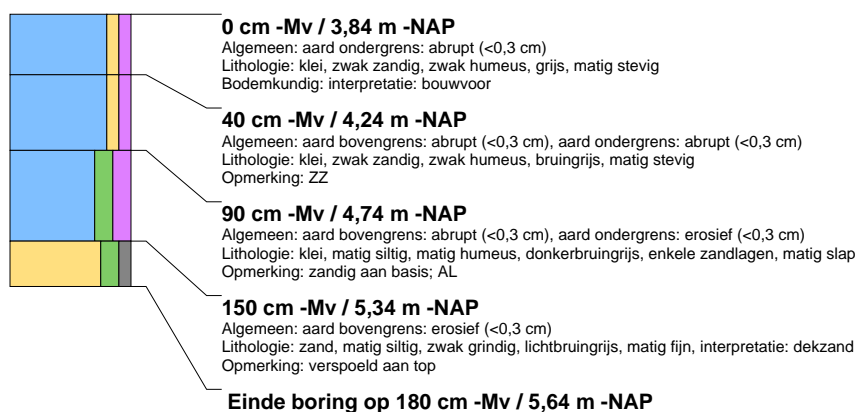 0 cm -Mv / 3,84 m -NAP
Algemeen: aard ondergrens: abrupt (<0,3 cm)
Lithologie: klei, zwak zandig, zwak humeus, grijs, matig stevig
Bodemkundig: interpretatie: bouwvoor
40 cm -Mv / 4,24 m -NAP
Algemeen: aard bovengrens: abrupt (<0,3 cm), aard ondergrens: abrupt (<0,3 cm)
Lithologie: klei, zwak zandig, zwak humeus, bruingrijs, matig stevig
Opmerking: ZZ
90 cm -Mv / 4,74 m -NAP
Algemeen: aard bovengrens: abrupt (<0,3 cm), aard ondergrens: erosief (<0,3 cm)
Lithologie: klei, matig siltig, matig humeus, donkerbruingrijs, enkele zandlagen, matig slap
Opmerking: zandig aan basis; AL
150 cm -Mv / 5,34 m -NAP
Algemeen: aard bovengrens: erosief (<0,3 cm)
Lithologie: zand, matig siltig, zwak grindig, lichtbruingrijs, matig fijn, interpretatie: dekzand
Opmerking: verspoeld aan top
Einde boring op 180 cm -Mv / 5,64 m -NAP